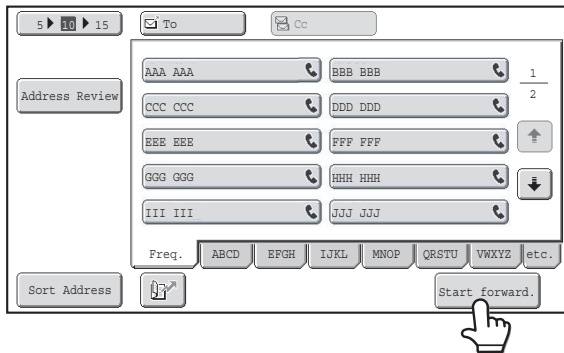 5 10 15 To Cc
Address Review
AAA AAA BBB BBB
CCC CCC DDD DDD
EEE EEE FFF FFF
GGG GGG HHH HHH
III III JJJ JJJ
1
2
Freq. ABCD EFGH IJKL MNOP QRSTU VWXYZ etc.
Sort Address Start forward.